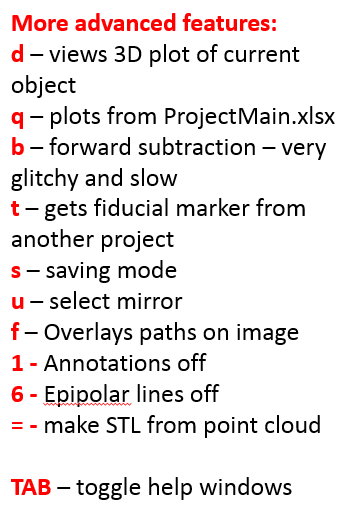 More advanced features:
d – views 3D plot of current
object
q – plots from ProjectMain.xlsx
b – forward subtraction – very
glitchy and slow
t – gets fiducial marker from
another project
s – saving mode
u – select mirror
f – Overlays paths on image
1 - Annotations off
6 - Epipolar lines off
= - make STL from point cloud
TAB – toggle help windows